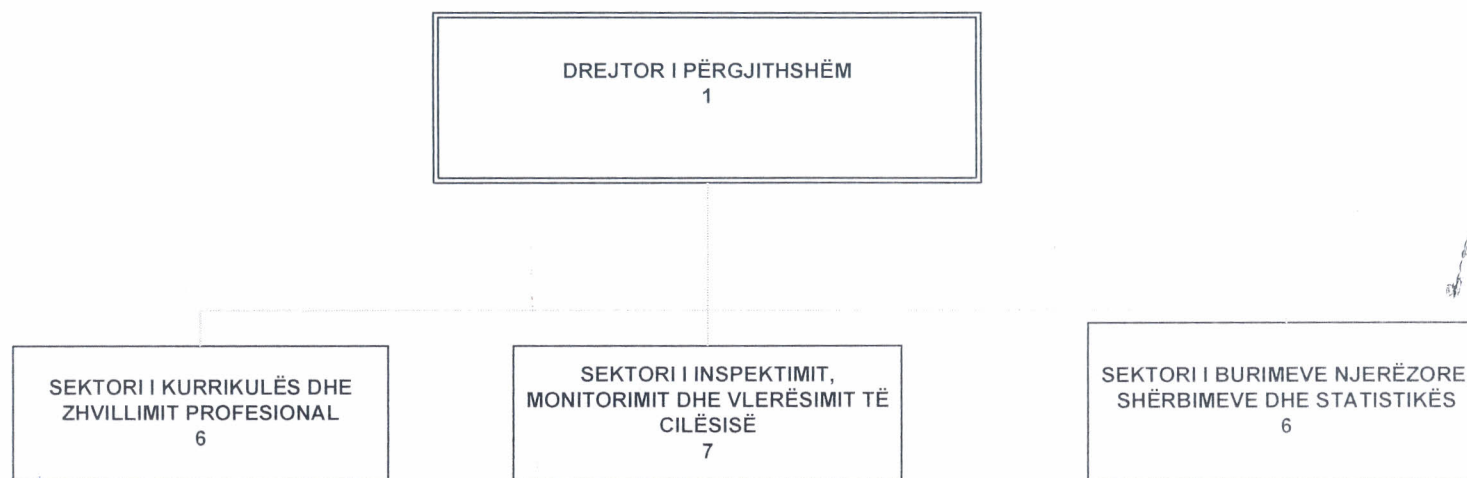 DREJTOR I PËRGJITHSHËM
1
SEKTORI I KURRIKULËS DHE
ZHVILLIMIT PROFESIONAL
6
SEKTORI I INSPEKTIMIT,
MONITORIMIT DHE VLERËSIMIT TË
CILËSISË
7
SEKTORI I BURIMEVE NJERËZORE
SHËRBIMEVE DHE STATISTIKËS
6